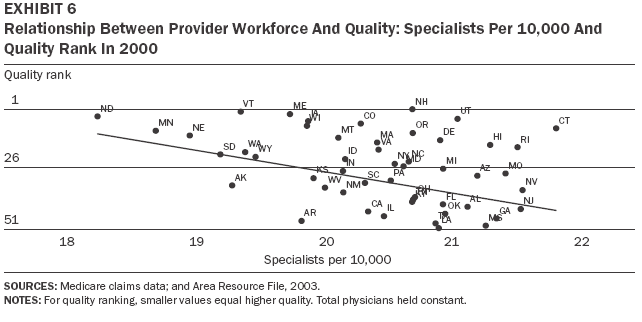 EXHIBIT 6
Relationship Between Provider Workforce And Quality: Specialists Per 10,000 And
Quality Rank In 2000
Quality rank
1
ND
VT
ME
IA
WI
NH
UT
CT
MN
NE
CO
MT
OR
DE
MA
VA
HI
RI
SD
WA
WY
ID
IN
NY
NC
MD
MI
MO
26
AK
KS
WV
NM
SC
PA
AZ
NV
OH
KY
FL
OK
AL
NJ
AR
CA
IL
GA
MS
LA
51
18 19 20 21 22
Specialists per 10,000
SOURCES: Medicare claims data; and Area Resource File, 2003.
NOTES: For quality ranking, smaller values equal higher quality. Total physicians held constant.